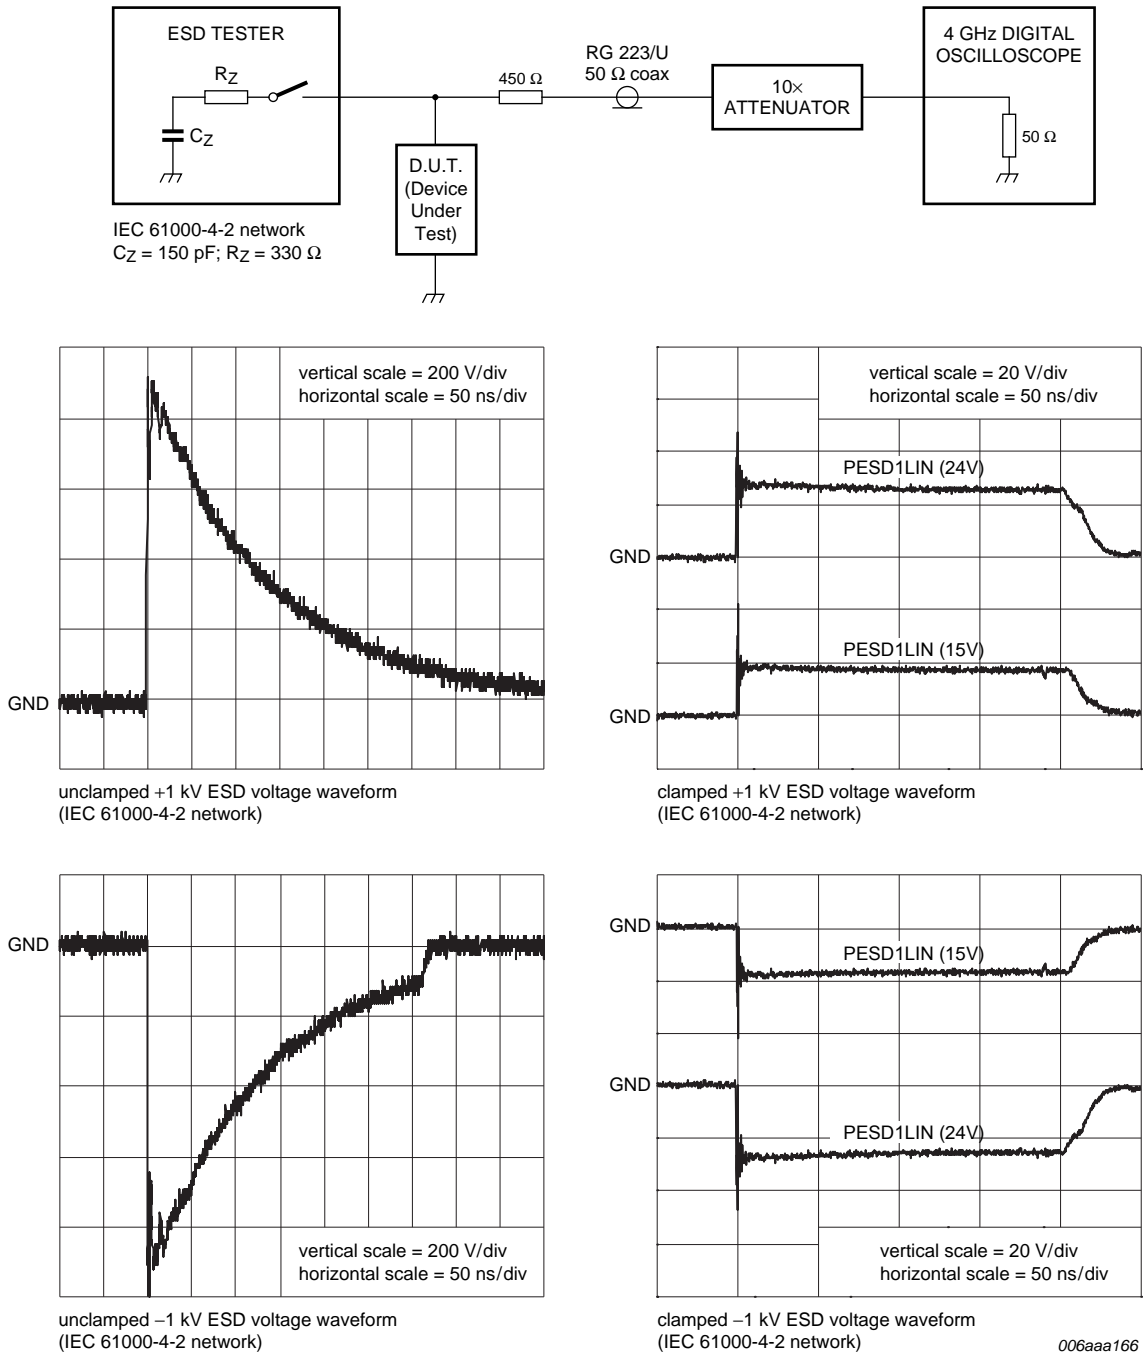 ESD TESTER
RZ
CZ
450 Ω
RG 223/U
50 Ω coax
10×
ATTENUATOR
4 GHz DIGITAL
OSCILLOSCOPE
50 Ω
D.U.T.
(Device
Under
Test)
IEC 61000-4-2 network
CZ = 150 pF; RZ = 330 Ω
vertical scale = 200 V/div
horizontal scale = 50 ns/div
GND
unclamped +1 kV ESD voltage waveform
(IEC 61000-4-2 network)
vertical scale = 20 V/div
horizontal scale = 50 ns/div
PESD1LIN (24V)
GND
PESD1LIN (15V)
GND
clamped +1 kV ESD voltage waveform
(IEC 61000-4-2 network)
GND
vertical scale = 200 V/div
horizontal scale = 50 ns/div
unclamped −1 kV ESD voltage waveform
(IEC 61000-4-2 network)
GND
PESD1LIN (15V)
GND
PESD1LIN (24V)
vertical scale = 20 V/div
horizontal scale = 50 ns/div
clamped −1 kV ESD voltage waveform
(IEC 61000-4-2 network)
006aaa166